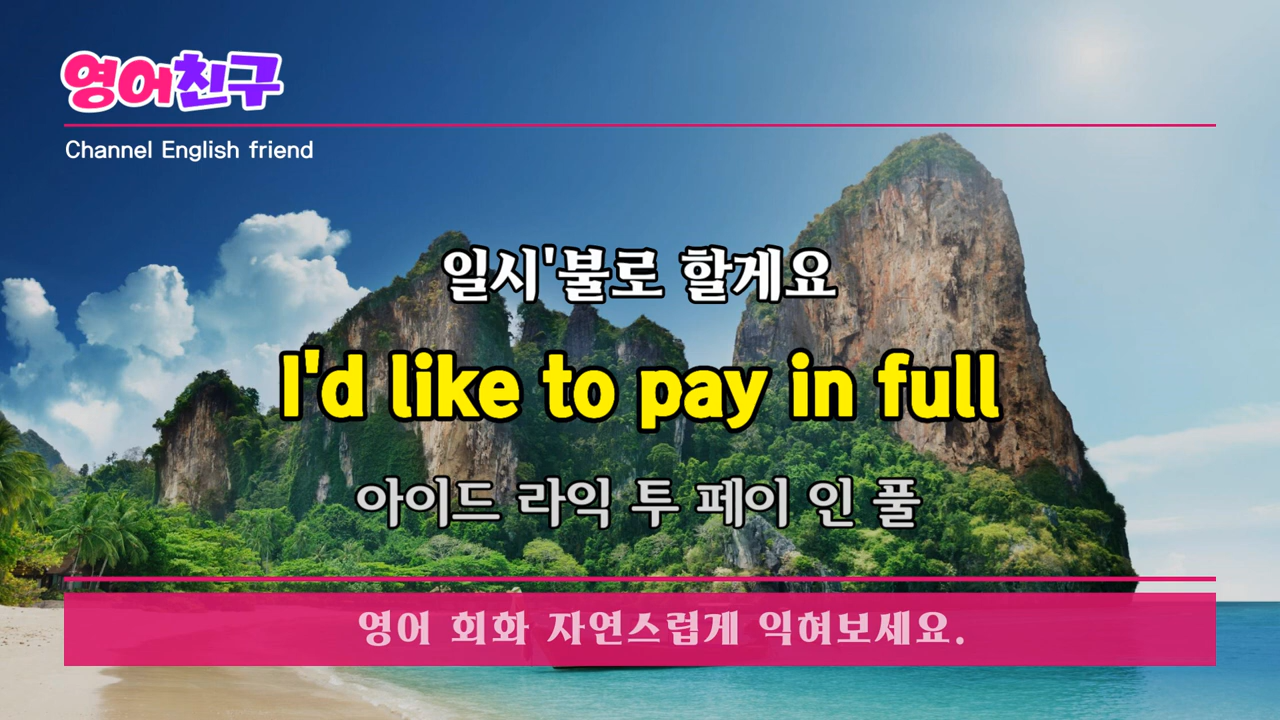 영어친구
Channel English friend
일시'불로 할게요
I'd like to pay in full
아이드 라익 투 페이 인 풀
영어 회화 자연스럽게 익혀보세요.